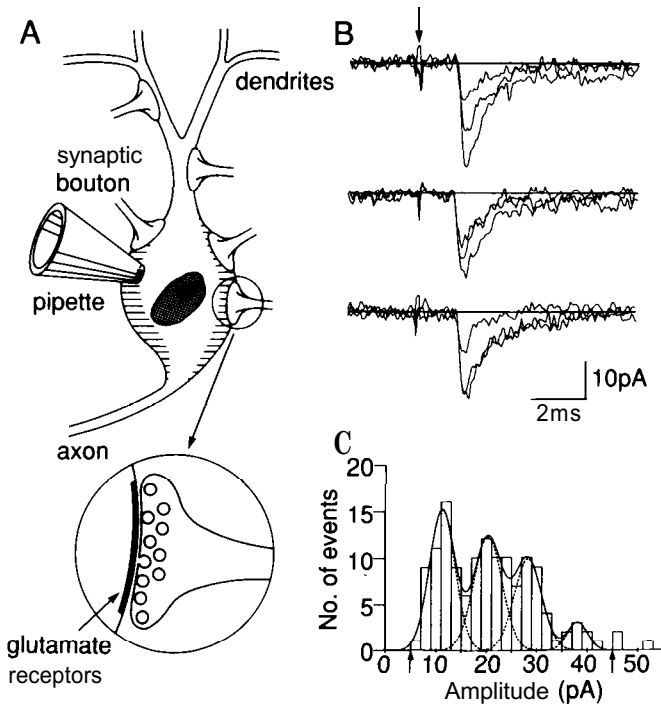 A
dendrites
synaptic
bouton
pipette
axon
glutamate
receptors
B
10pA
2ms
C
20
15
10
5
0
No. of events
0 10 20 30 40 50
Amplitude (pA)